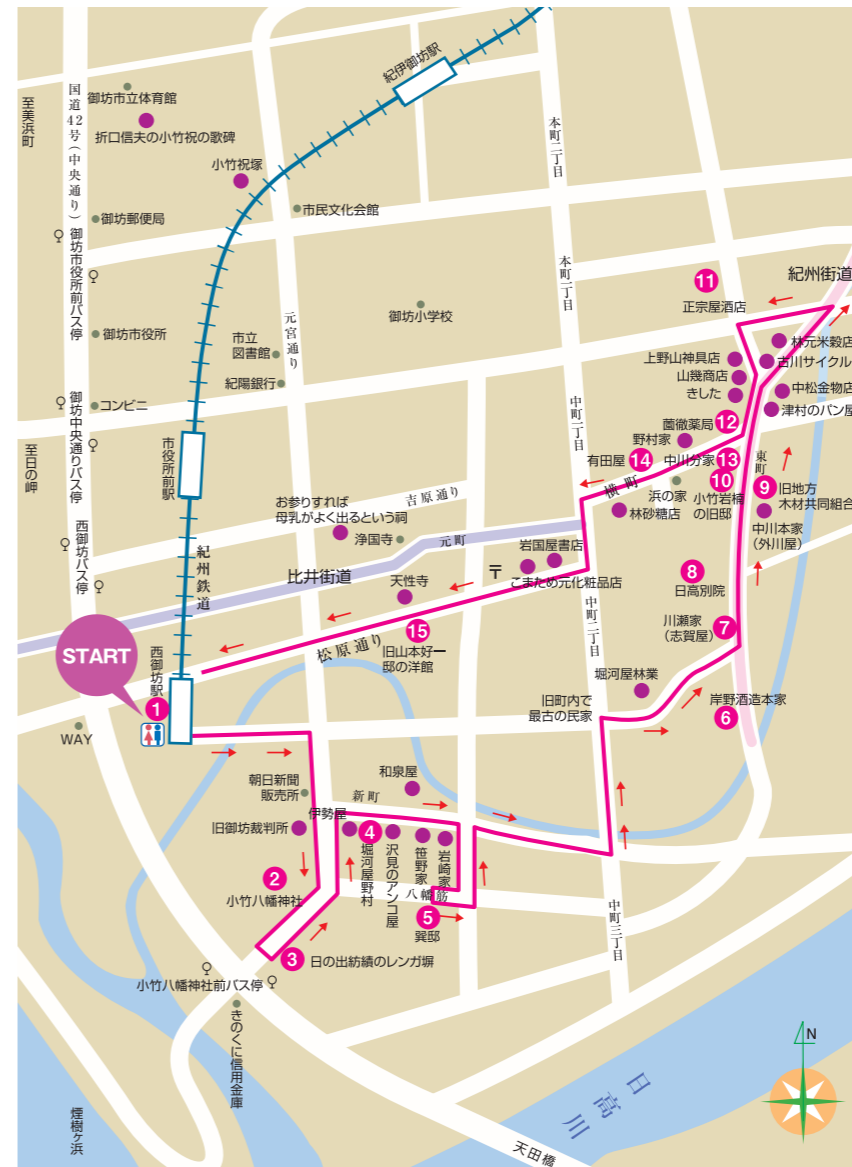 紀伊御坊駅
御坊市立体育館
折口信夫の小竹祝の歌碑
国道42号(中央通り)
至美浜町
小竹祝塚
本町二丁目
市民文化会館
御坊郵便局
御坊市役所前バス停
本町一丁目
紀州街道
11
正宗屋酒店
御坊小学校
元宮通り
御坊市役所
市立
図書館
紀陽銀行
林元米穀店
上野山神具店
古川サイクル
山幾商店
きした
中松金物店
津村のパン屋
コンビニ
御坊中央通りバス停
至日の岬
中町一丁目
薗徹薬局
12
野村家
有田屋
14
中川分家
13
東町
市役所前駅
10
小竹岩楠
の旧邸
9
旧地方
木材共同組合
横町
浜の家
林砂糖店
中川本家
(外川屋)
吉原通り
お参りすれば
母乳がよく出るという祠
浄国寺
元町
西御坊バス停
紀州鉄道
比井街道
岩国屋書店
〒
こまため元化粧品店
天性寺
8
日高別院
中町二丁目
川瀬家
(志賀屋)
7
15
松原通り
旧山本好一
邸の洋館
START
西御坊駅
1
堀河屋林業
旧町内で
最古の民家
岸野酒造本家
6
WAY
朝日新聞
販売所
和泉屋
新町
旧御坊裁判所
伊勢屋
4
堀河屋野村
沢見のアンコ屋
笹野家
岩崎家
八幡筋
2
小竹八幡神社
5
巽邸
中町三丁目
3
日の出紡績のレンガ塀
小竹八幡神社前バス停
きのくに信用金庫
N
日高川
煙樹ヶ浜
天田橋